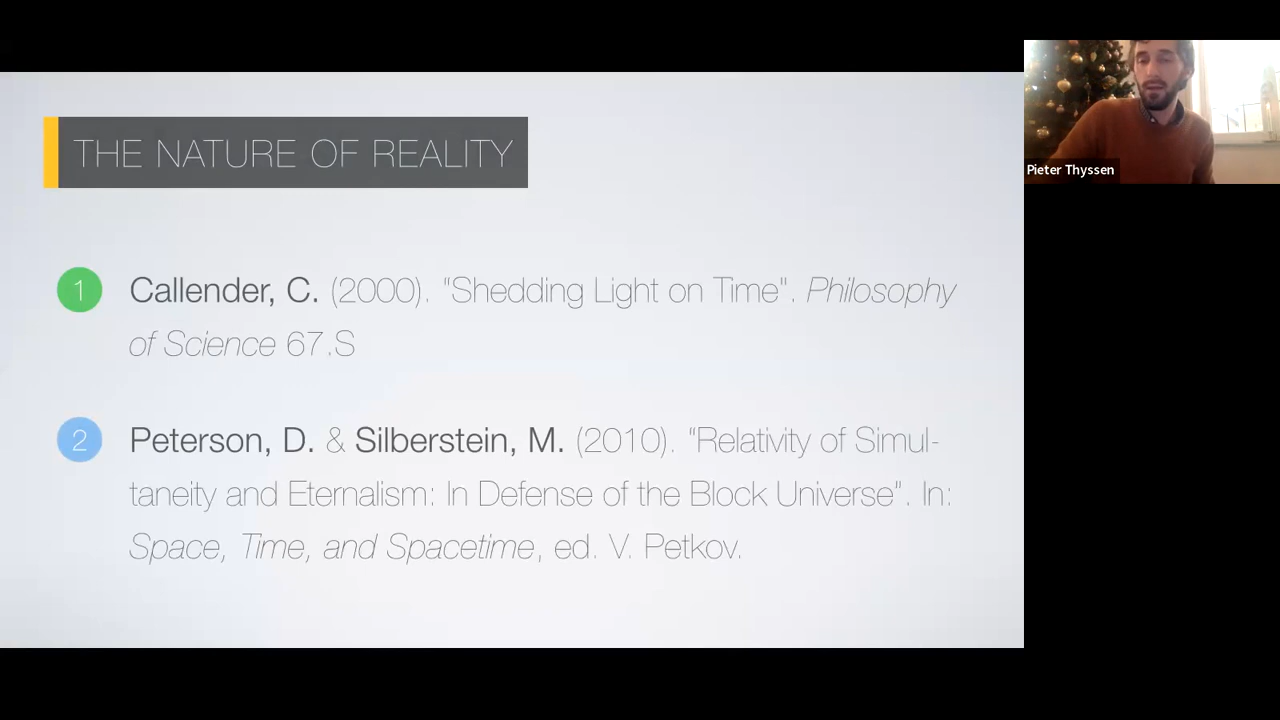 THE NATURE OF REALITY
1
Callender, C. (2000). "Shedding Light on Time". Philosophy
of Science 67.S
2
Peterson, D. & Silberstein, M. (2010). "Relativity of Simul-
taneity and Eternalism: In Defense of the Block Universe". In:
Space, Time, and Spacetime, ed. V. Petkov.
Pieter Thyssen